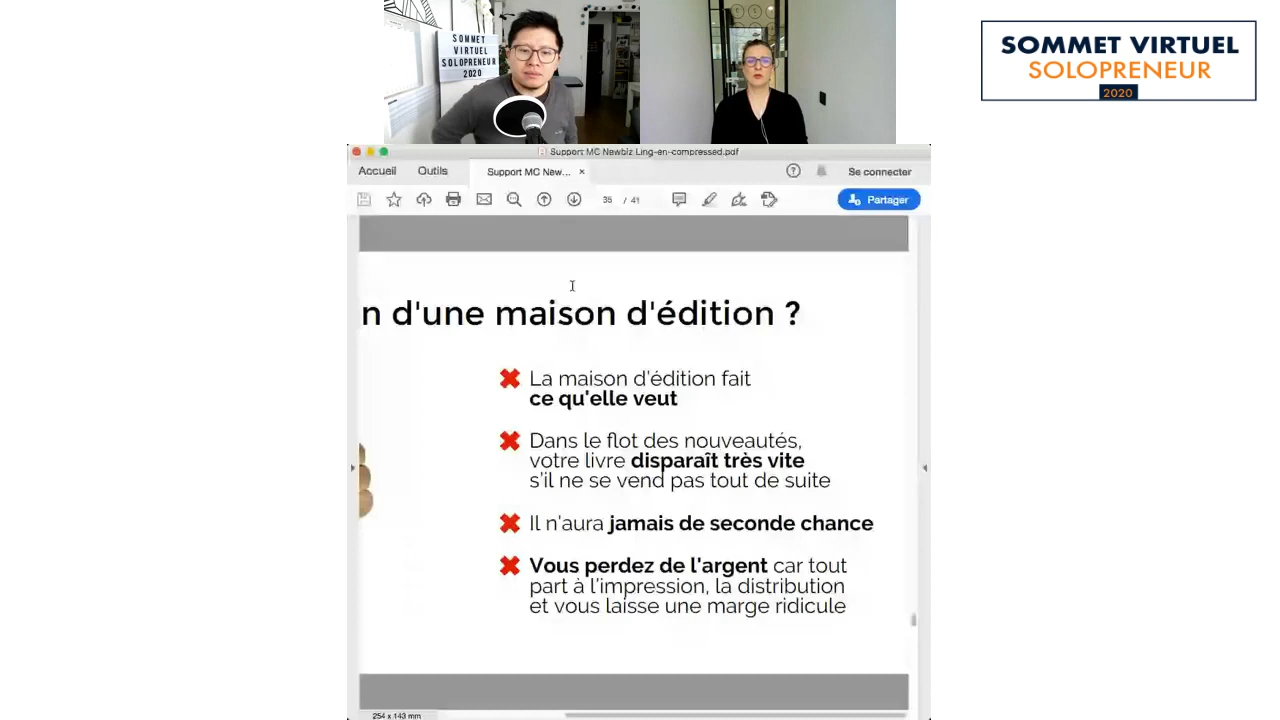 SOMMET
VIRTUEL
SOLOPRENEUR
2020
SOMMET VIRTUEL
SOLOPRENEUR
2020
Support MC Newbiz Ling-en-compressed.pdf
Accueil Outils Support MC New... × ? Se connecter
35 / 41 Partager
n d'une maison d'édition ?
La maison d'édition fait
ce qu'elle veut
Dans le flot des nouveautés,
votre livre disparaît très vite
s'il ne se vend pas tout de suite
Il n'aura jamais de seconde chance
Vous perdez de l'argent car tout
part à l'impression, la distribution
et vous laisse une marge ridicule
254 x 143 mm